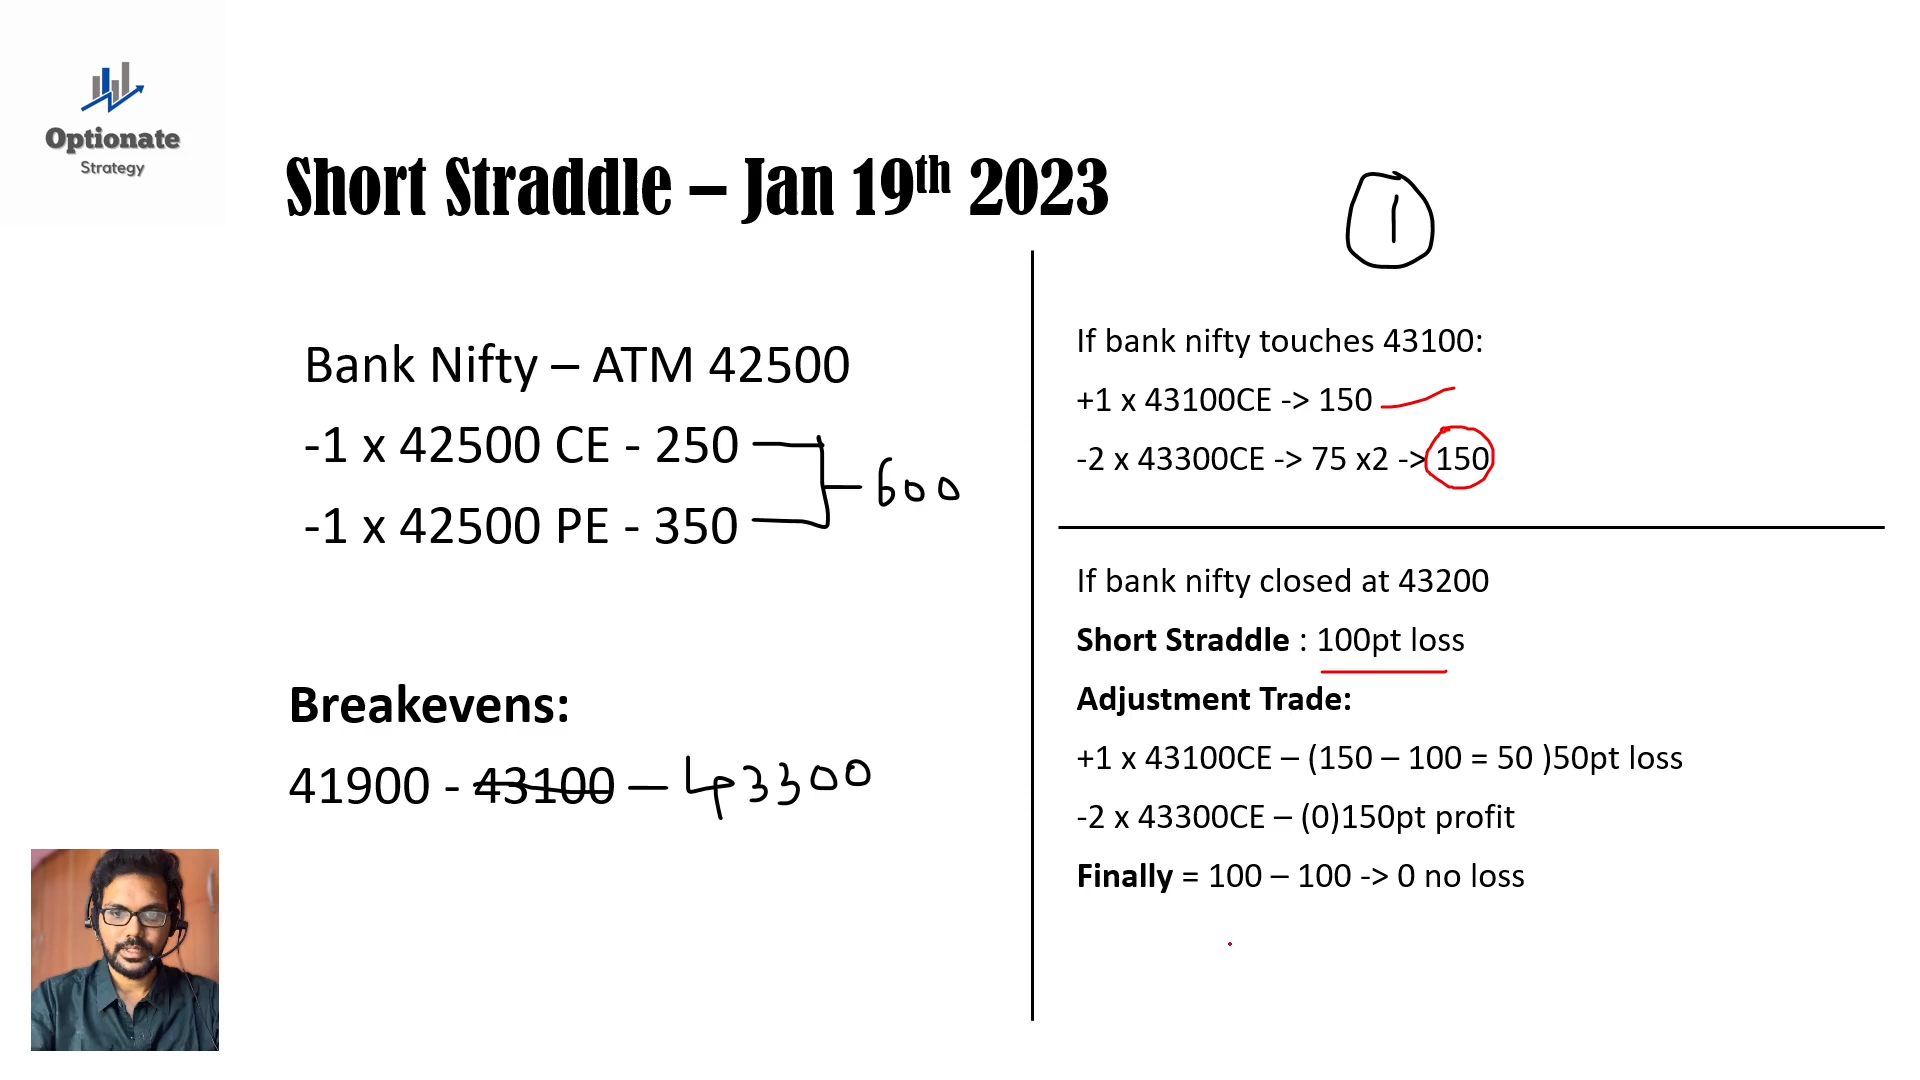 Optionate
Strategy
Short Straddle – Jan 19th 2023
Bank Nifty – ATM 42500
-1 x 42500 CE - 250
-1 x 42500 PE - 350
600
Breakevens:
41900 - 43100 – 43300
1
If bank nifty touches 43100:
+1 x 43100CE -> 150
-2 x 43300CE -> 75 x2 -> 150
If bank nifty closed at 43200
Short Straddle : 100pt loss
Adjustment Trade:
+1 x 43100CE – (150 – 100 = 50 )50pt loss
-2 x 43300CE – (0)150pt profit
Finally = 100 – 100 -> 0 no loss